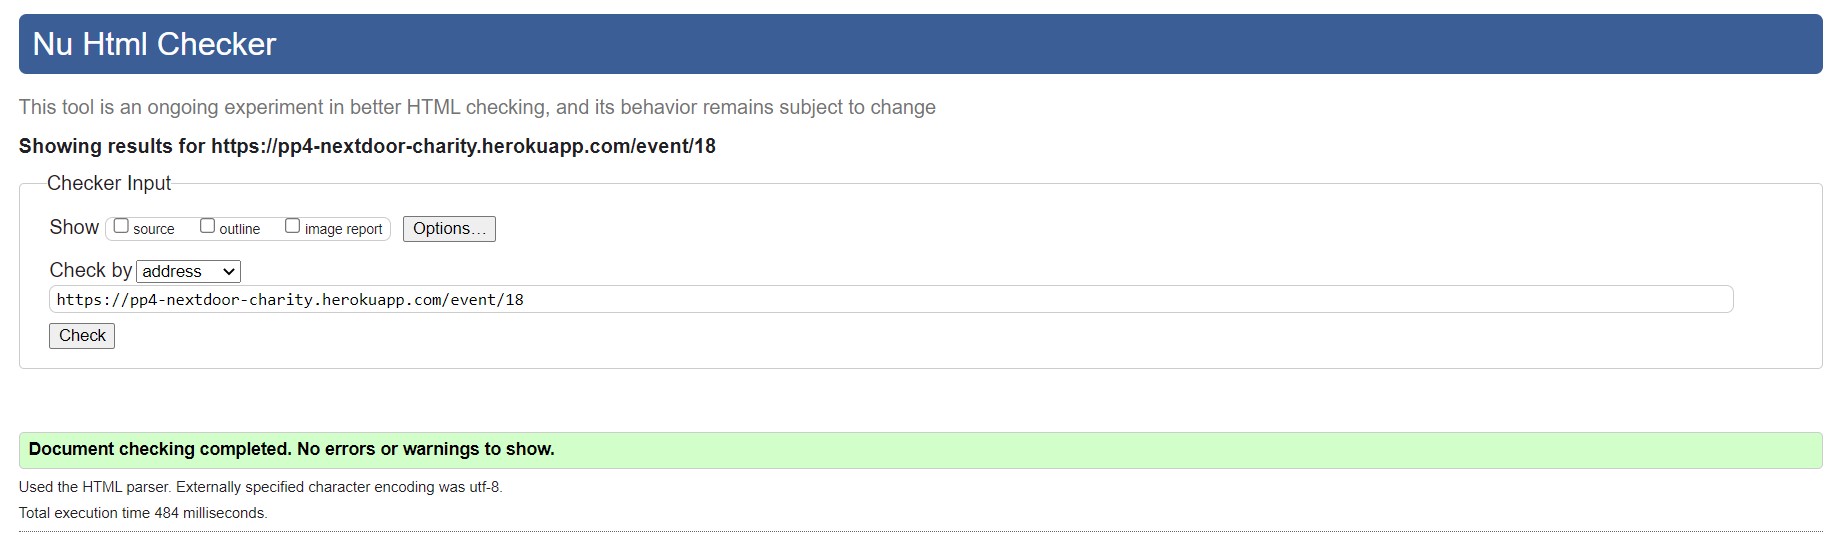 Nu Html Checker
This tool is an ongoing experiment in better HTML checking, and its behavior remains subject to change
Showing results for https://pp4-nextdoor-charity.herokuapp.com/event/18
Checker Input
Show source outline image report Options...
Check by address
https://pp4-nextdoor-charity.herokuapp.com/event/18
Check
Document checking completed. No errors or warnings to show.
Used the HTML parser. Externally specified character encoding was utf-8.
Total execution time 484 milliseconds.